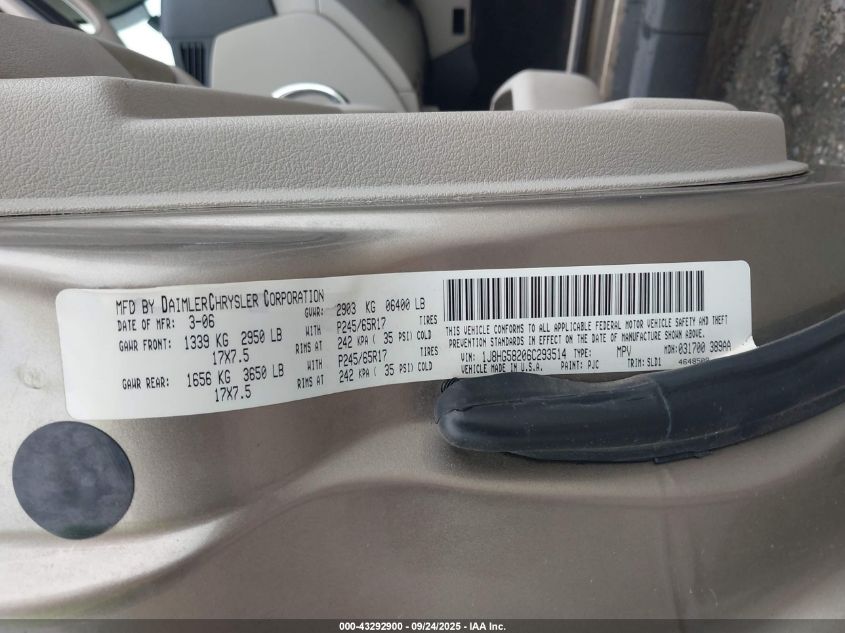 MFD BY DAIMLERCHRYSLER CORPORATION
DATE OF MFR: 3-06 GVWR: 2903 KG 06400 LB
GAWR FRONT: 1339 KG 2950 LB WITH P245/65R17 TIRES
17X7.5 RIMS AT 242 KPA ( 35 PSI) COLD
GAWR REAR: 1656 KG 3650 LB WITH P245/65R17 TIRES
17X7.5 RIMS AT 242 KPA ( 35 PSI) COLD
THIS VEHICLE CONFORMS TO ALL APPLICABLE FEDERAL MOTOR VEHICLE SAFETY AND THEFT
PREVENTION STANDARDS IN EFFECT ON THE DATE OF MANUFACTURE SHOWN ABOVE.
VIN: 1J8HG58206C293514 TYPE: MPV MDH: 031700 389AA
VEHICLE MADE IN U.S.A. PAINT: PJC TRIM: SLD1
000-43292900 - 09/24/2025 - IAA Inc.